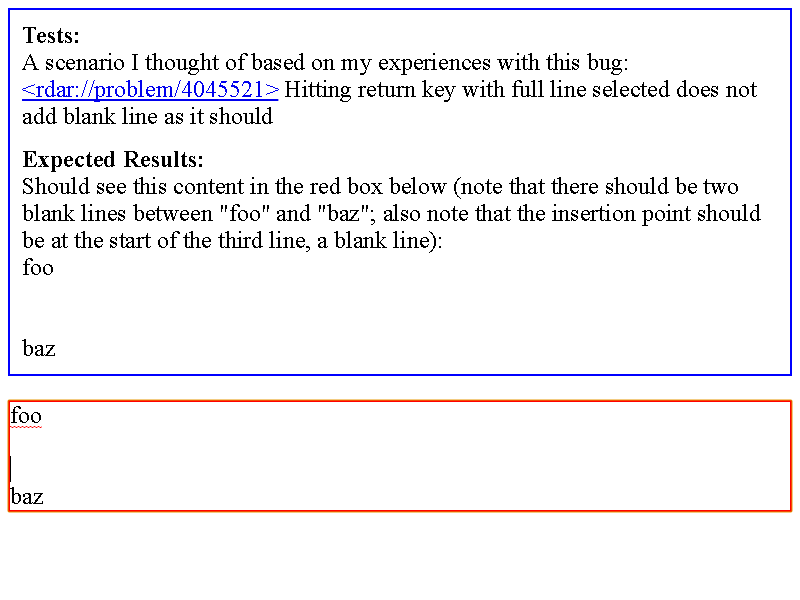 Tests:
A scenario I thought of based on my experiences with this bug:
<rdar://problem/4045521> Hitting return key with full line selected does not
add blank line as it should
Expected Results:
Should see this content in the red box below (note that there should be two
blank lines between "foo" and "baz"; also note that the insertion point should
be at the start of the third line, a blank line):
foo
baz
foo
baz